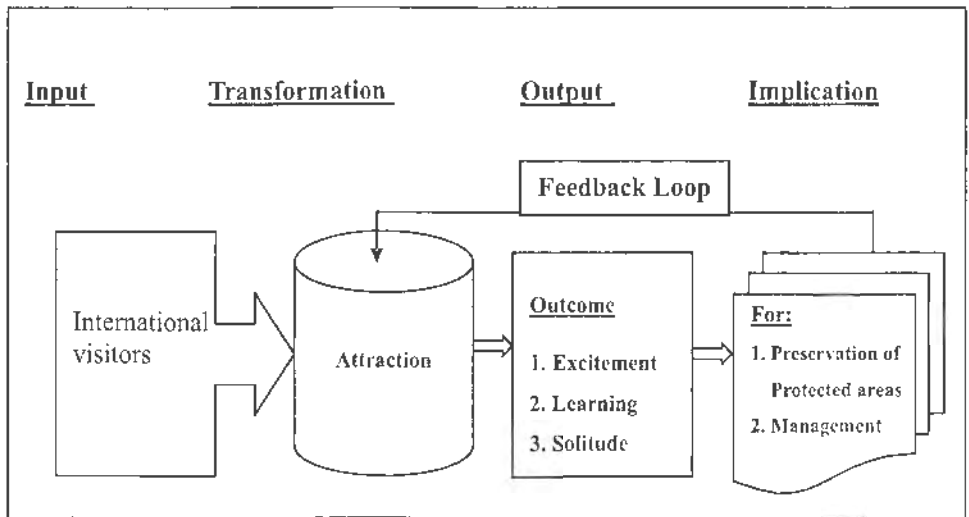 Input
Transformation
Output
Implication
Feedback Loop
International
visitors
Attraction
Outcome
1. Excitement
2. Learning
3. Solitude
For:
1. Preservation of
Protected areas
2. Management